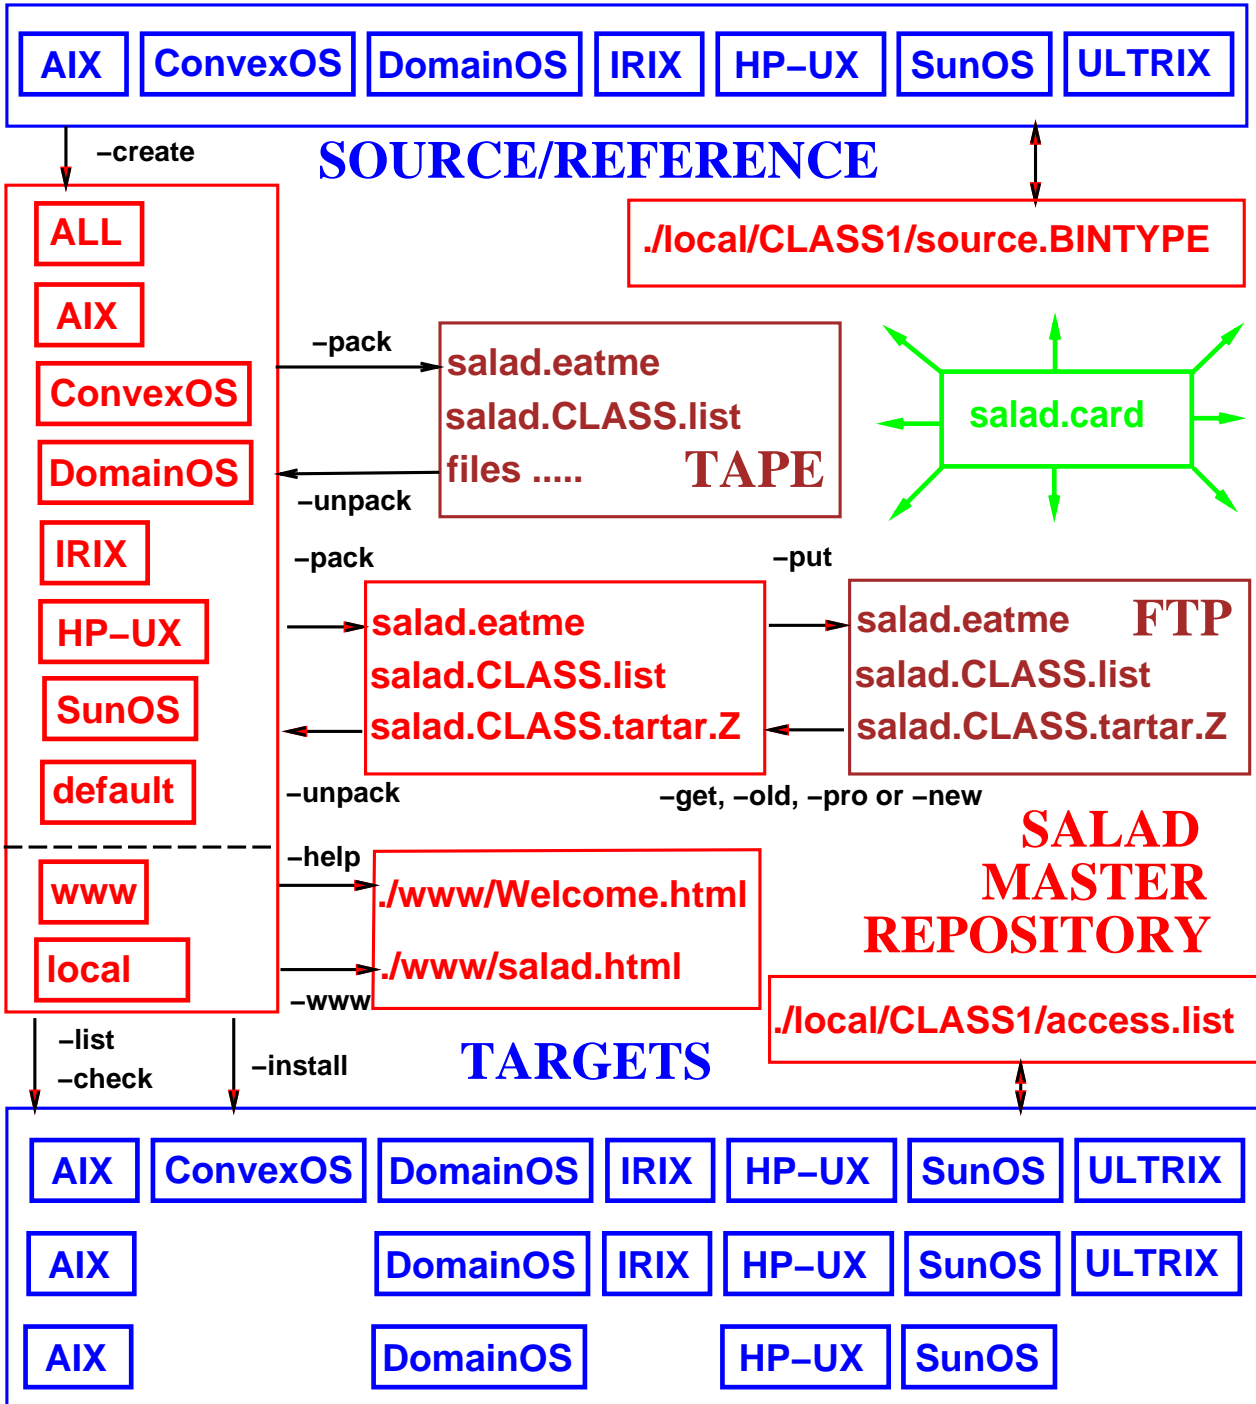 AIX ConvexOS DomainOS IRIX HP–UX SunOS ULTRIX
–create
SOURCE/REFERENCE
./local/CLASS1/source.BINTYPE
ALL
AIX
ConvexOS
DomainOS
IRIX
HP–UX
SunOS
default
www
local
–pack
salad.eatme
salad.CLASS.list
files .....
TAPE
–unpack
salad.card
–pack
salad.eatme
salad.CLASS.list
salad.CLASS.tartar.Z
–unpack
–put
salad.eatme
FTP
salad.CLASS.list
salad.CLASS.tartar.Z
–get, –old, –pro or –new
–help
./www/Welcome.html
./www/salad.html
–www
SALAD
MASTER
REPOSITORY
./local/CLASS1/access.list
–list
–check
–install
TARGETS
AIX ConvexOS DomainOS IRIX HP–UX SunOS ULTRIX
AIX DomainOS IRIX HP–UX SunOS ULTRIX
AIX DomainOS HP–UX SunOS